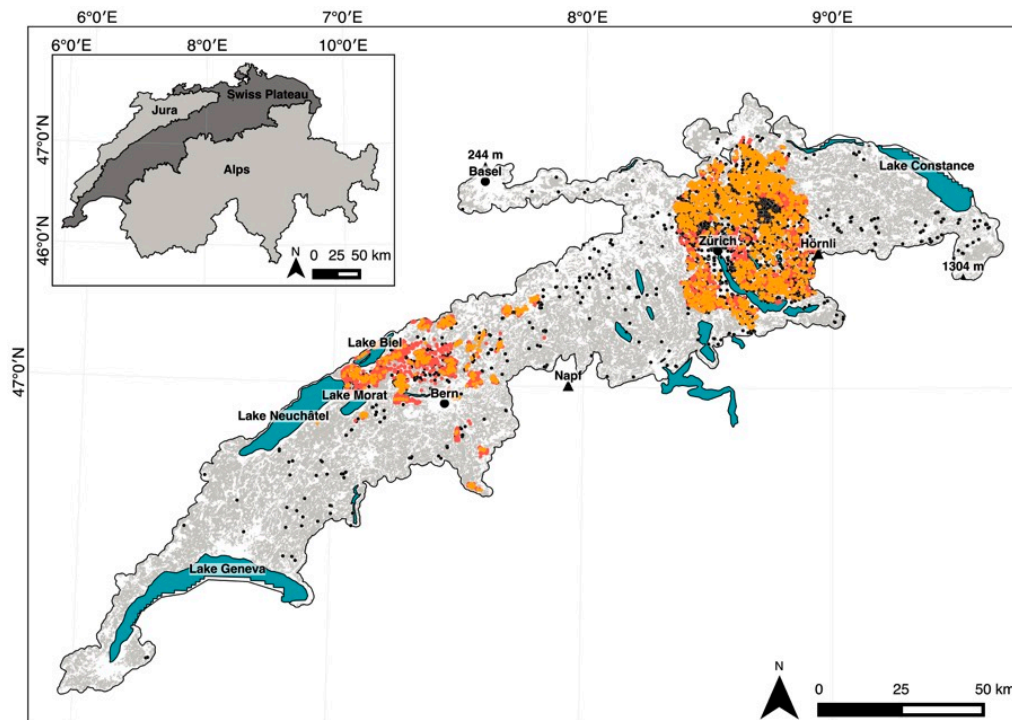 6°0′E
7°0′E
8°0′E
9°0′E
6°0′E
8°0′E
10°0′E
47°0′N
46°0′N
Jura
Swiss Plateau
Alps
N
0 25 50 km
47°0′N
244 m
Basel
Lake Constance
Zürich
Hörnli
1304 m
Lake Biel
Napf
Lake Morat
Bern
Lake Neuchâtel
Lake Geneva
N
0 25 50 km